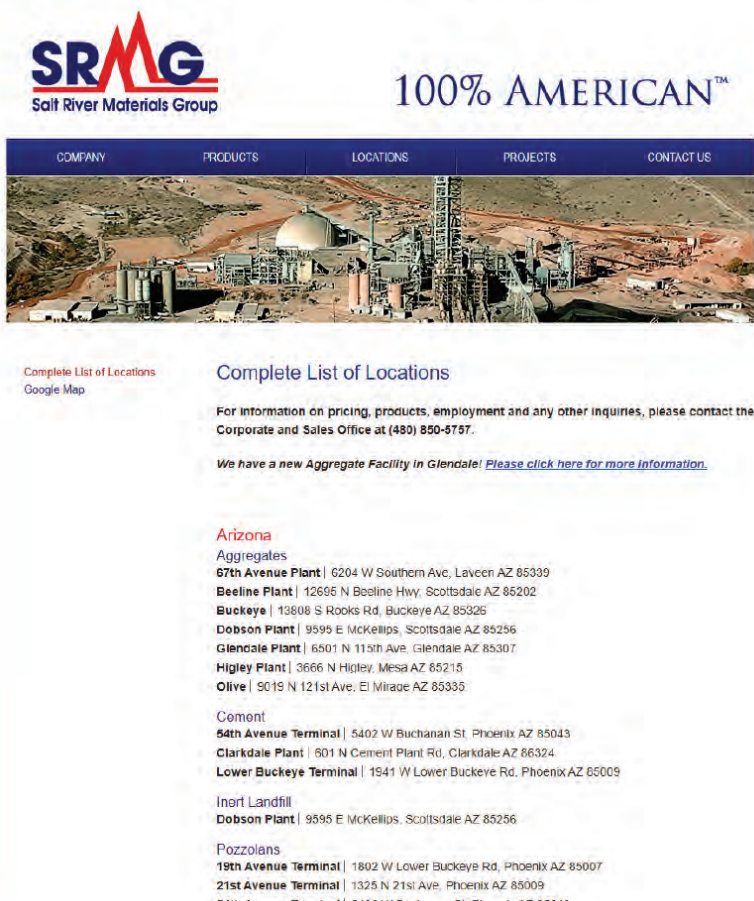 SRMG
Salt River Materials Group
100% AMERICAN™
COMPANY
PRODUCTS
LOCATIONS
PROJECTS
CONTACT US
Complete List of Locations
Google Map
Complete List of Locations
For information on pricing, products, employment and any other inquiries, please contact the
Corporate and Sales Office at (480) 850-5757.
We have a new Aggregate Facility in Glendale! Please click here for more information.
Arizona
Aggregates
67th Avenue Plant | 6204 W Southern Ave, Laveen AZ 85339
Beeline Plant | 12695 N Beeline Hwy, Scottsdale AZ 85202
Buckeye | 13808 S Rooks Rd, Buckeye AZ 85326
Dobson Plant | 9595 E McKellips, Scottsdale AZ 85256
Glendale Plant | 6501 N 115th Ave, Glendale AZ 85307
Higley Plant | 3666 N Higley, Mesa AZ 85215
Olive | 9019 N 121st Ave, El Mirage AZ 85335
Cement
54th Avenue Terminal | 5402 W Buchanan St, Phoenix AZ 85043
Clarkdale Plant | 601 N Cement Plant Rd, Clarkdale AZ 86324
Lower Buckeye Terminal | 1941 W Lower Buckeye Rd, Phoenix AZ 85009
Inert Landfill
Dobson Plant | 9595 E McKellips, Scottsdale AZ 85256
Pozzolans
19th Avenue Terminal | 1802 W Lower Buckeye Rd, Phoenix AZ 85007
21st Avenue Terminal | 1325 N 21st Ave, Phoenix AZ 85009